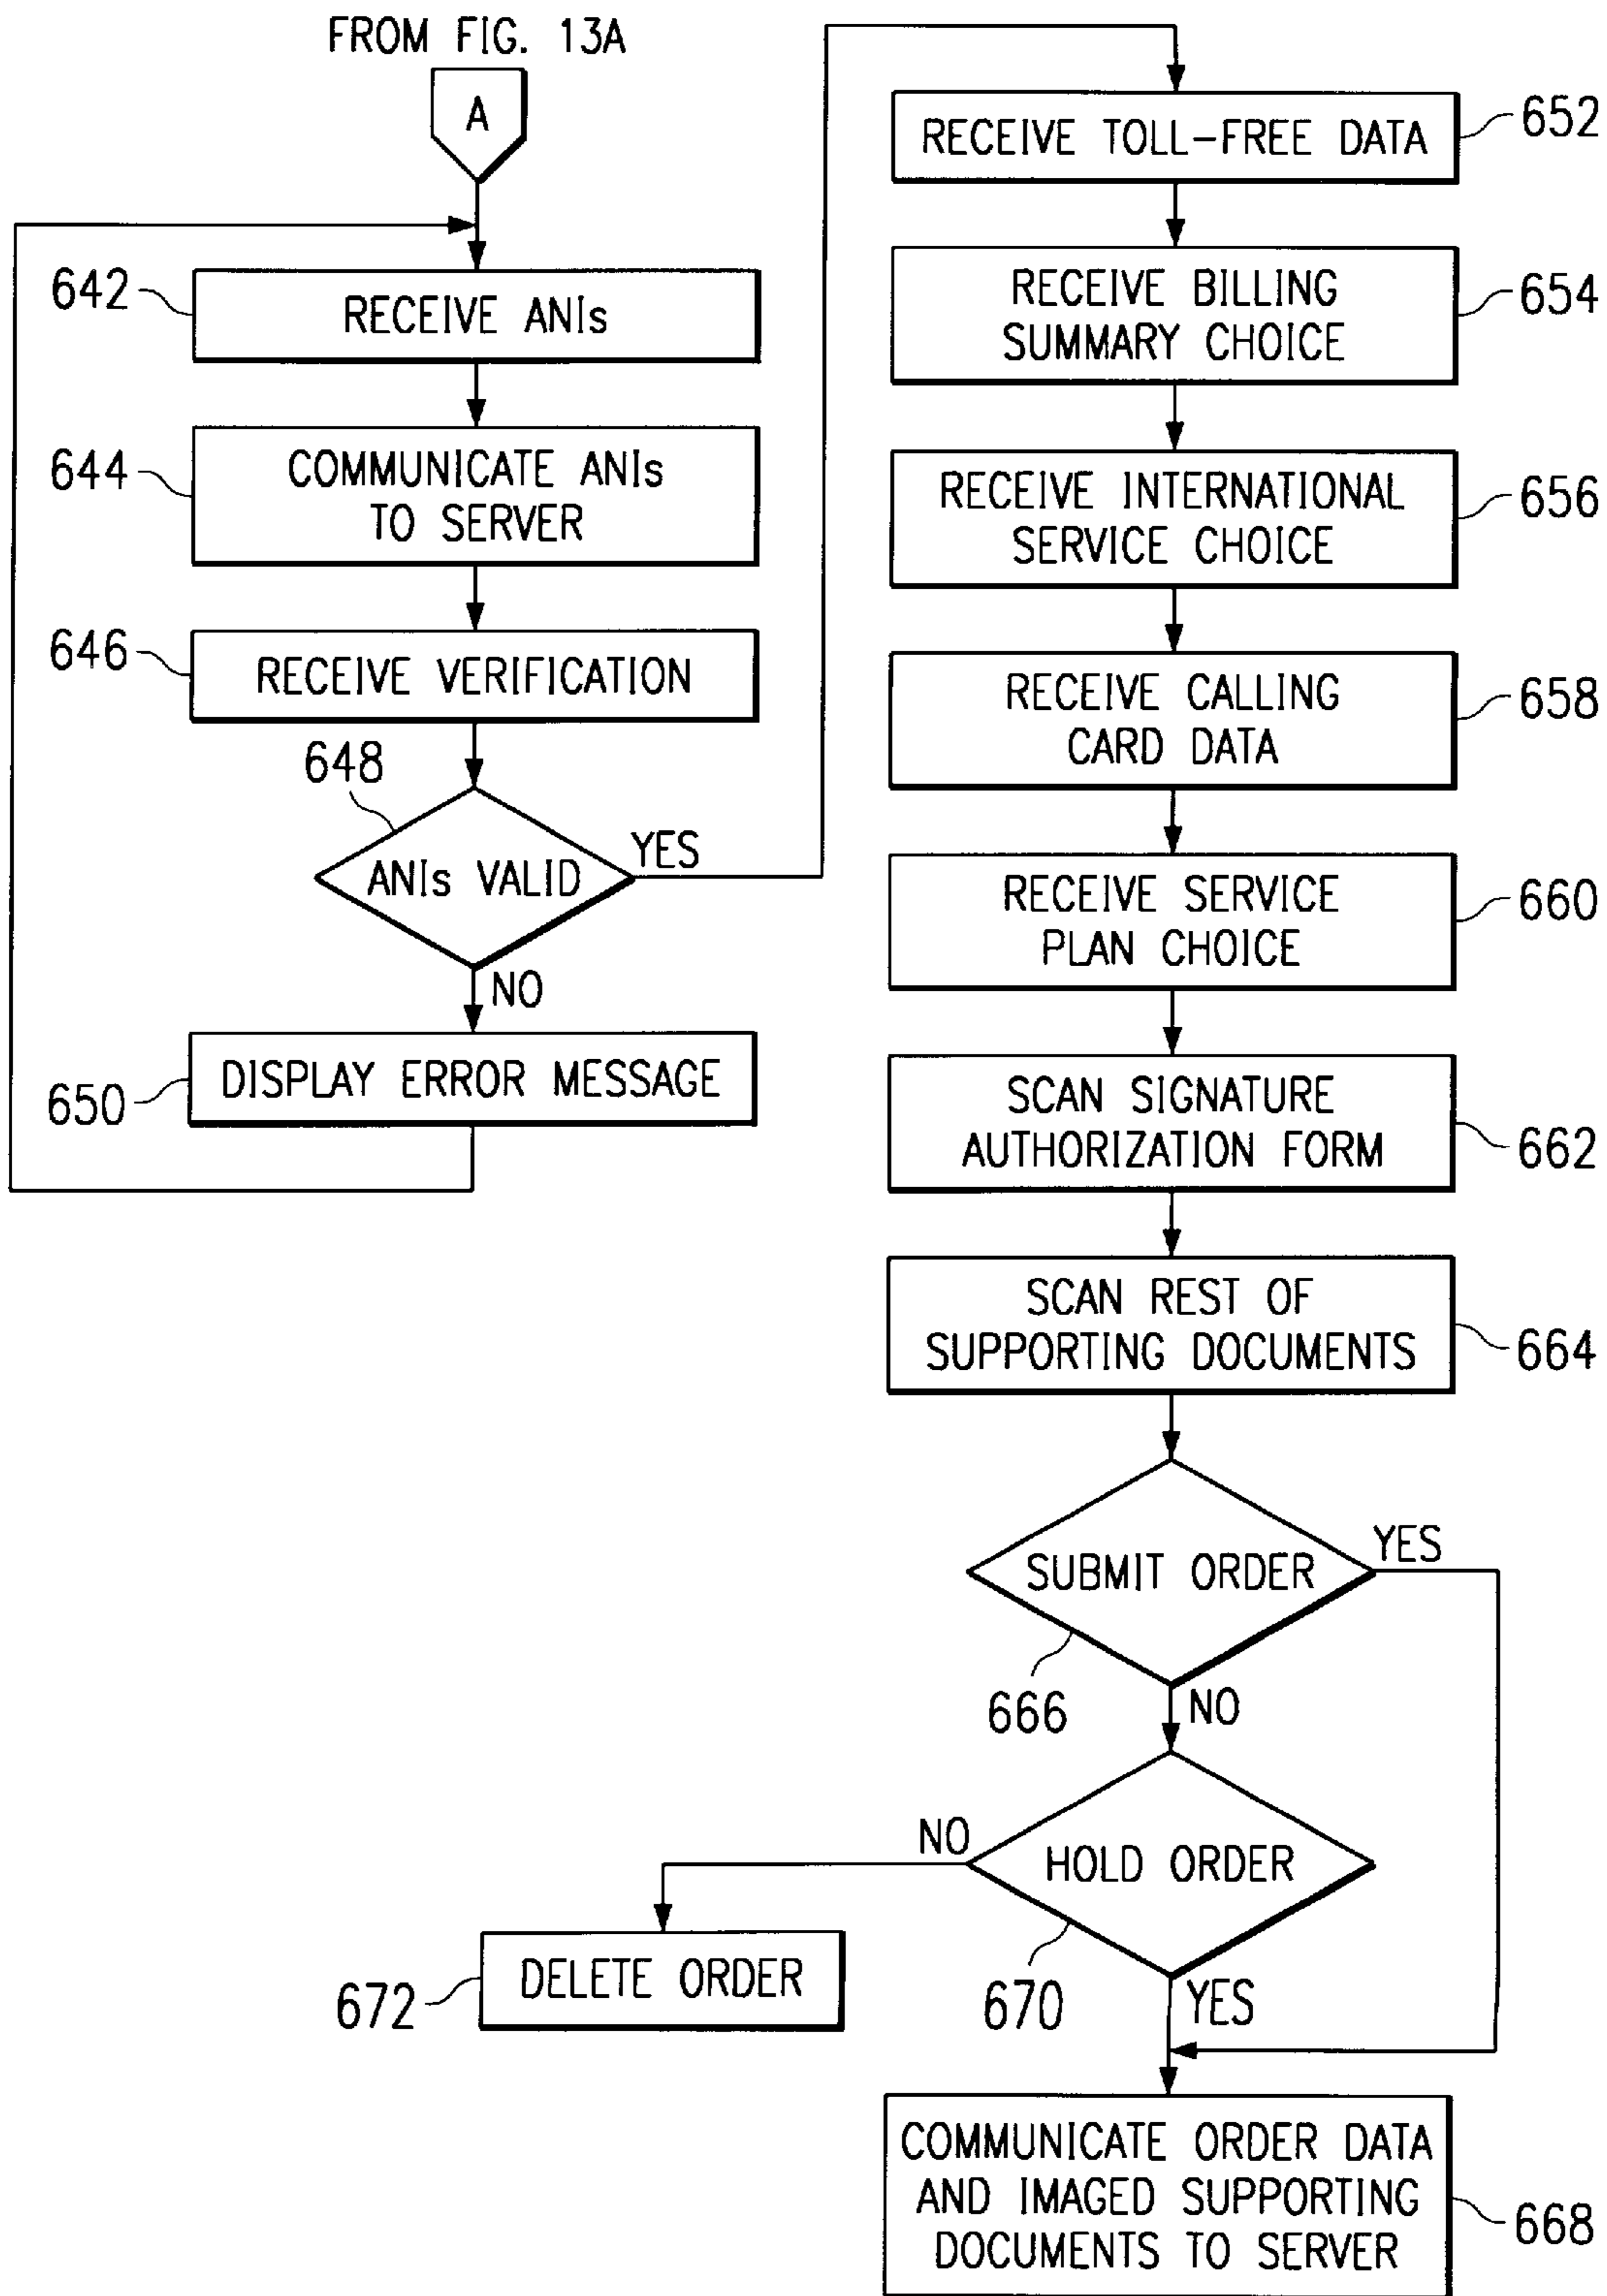 FROM FIG. 13A
A
642
RECEIVE ANIs
644
COMMUNICATE ANIs
TO SERVER
646
RECEIVE VERIFICATION
648
ANIs VALID
YES
NO
650
DISPLAY ERROR MESSAGE
RECEIVE TOLL-FREE DATA
652
RECEIVE BILLING
SUMMARY CHOICE
654
RECEIVE INTERNATIONAL
SERVICE CHOICE
656
RECEIVE CALLING
CARD DATA
658
RECEIVE SERVICE
PLAN CHOICE
660
SCAN SIGNATURE
AUTHORIZATION FORM
662
SCAN REST OF
SUPPORTING DOCUMENTS
664
SUBMIT ORDER
YES
666
NO
HOLD ORDER
NO
672
DELETE ORDER
670
YES
COMMUNICATE ORDER DATA
AND IMAGED SUPPORTING
DOCUMENTS TO SERVER
668